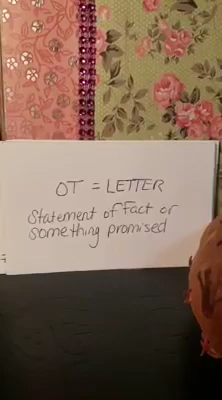 OT = LETTER
Statement of Fact or
something promised